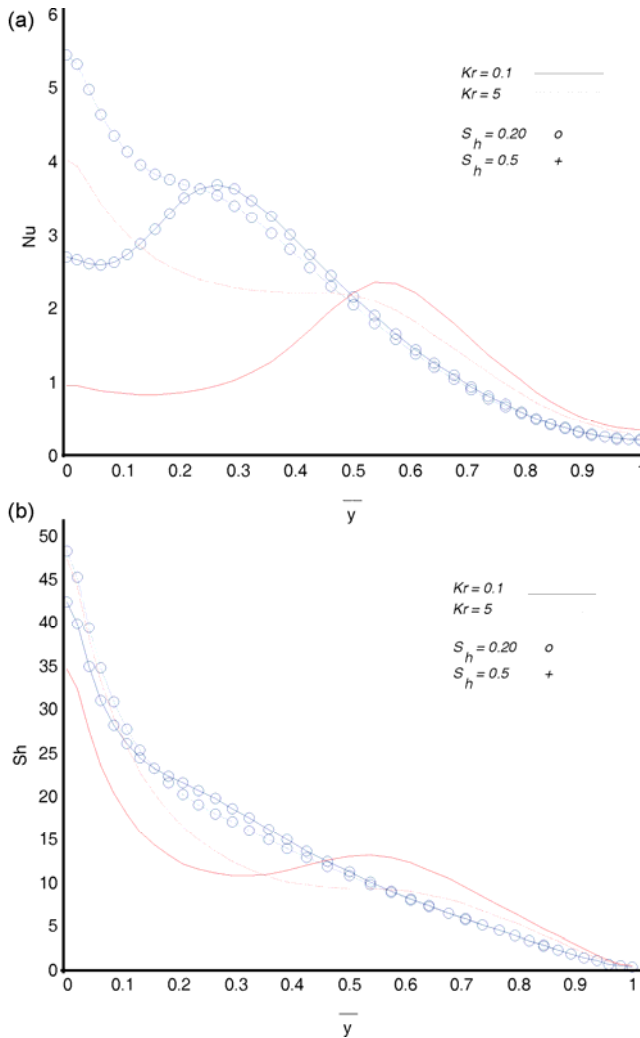 (a)
6
5
4
3
2
1
0
Nu
Kr = 0.1
Kr = 5
S_h = 0.20 o
S_h = 0.5 +
0 0.1 0.2 0.3 0.4 0.5 0.6 0.7 0.8 0.9 1
y
(b)
50
45
40
35
30
25
20
15
10
5
0
Sh
Kr = 0.1
Kr = 5
S_h = 0.20 o
S_h = 0.5 +
0 0.1 0.2 0.3 0.4 0.5 0.6 0.7 0.8 0.9 1
y